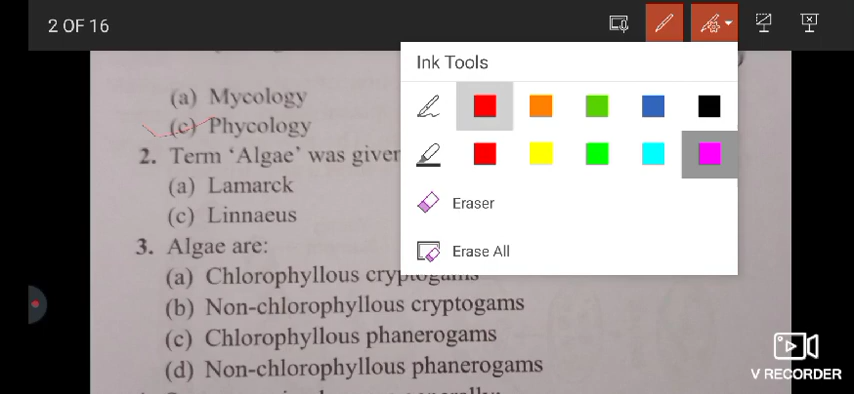 2 OF 16
Ink Tools
(a) Mycology
(c) Phycology
2. Term 'Algae' was given
(a) Lamarck
(c) Linnaeus
Eraser
3. Algae are:
Erase All
(a) Chlorophyllous cryptogams
(b) Non-chlorophyllous cryptogams
(c) Chlorophyllous phanerogams
(d) Non-chlorophyllous phanerogams
V RECORDER